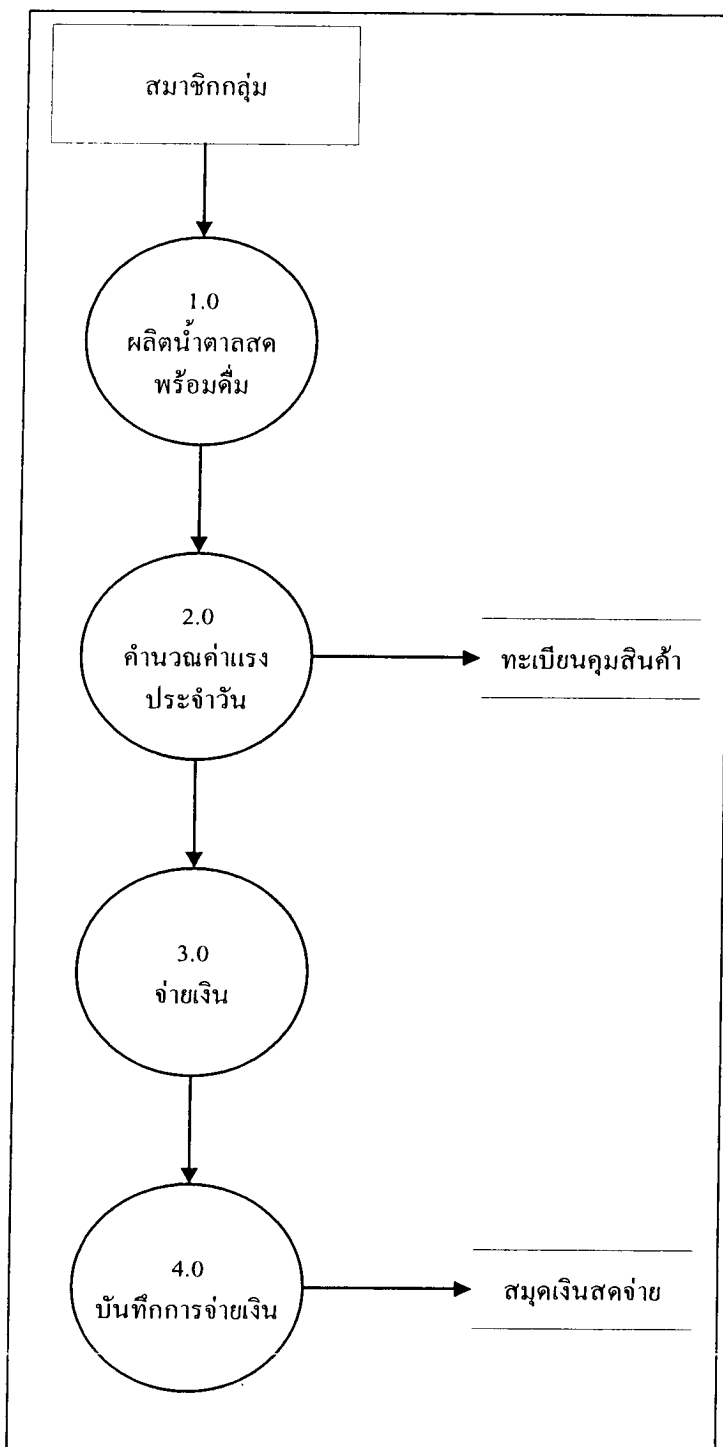 สมาชิกกลุ่ม
1.0
ผลิตน้ำตาลสด
พร้อมดื่ม
2.0
คำนวณค่าแรง
ประจำวัน
ทะเบียนคุมสินค้า
3.0
จ่ายเงิน
4.0
บันทึกการจ่ายเงิน
สมุดเงินสดจ่าย